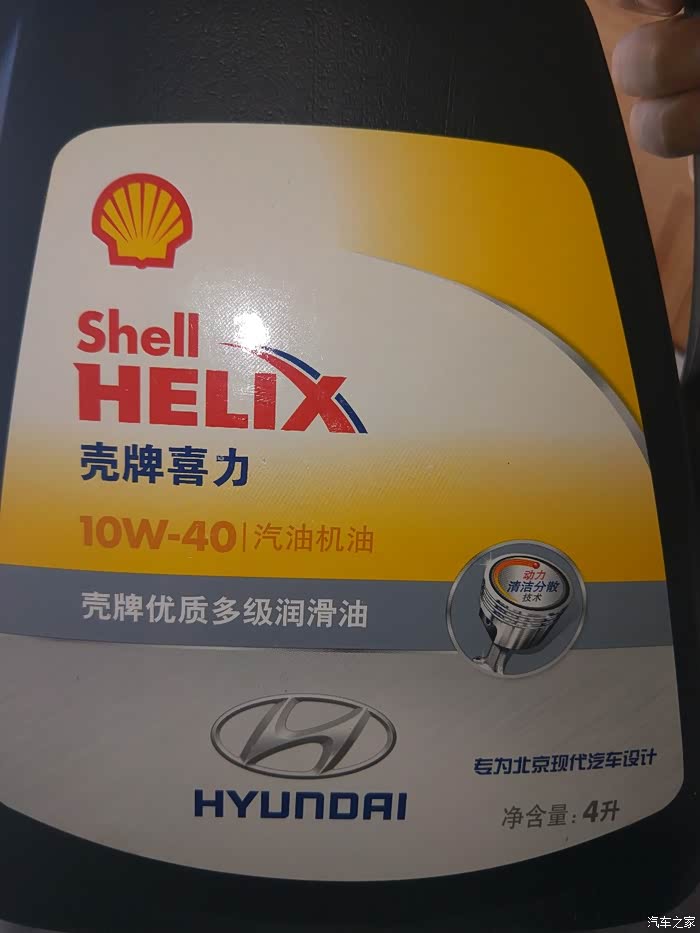 Shell
HELIX
壳牌喜力
10W-40|汽油机油
动力
清洁分散
技术
壳牌优质多级润滑油
HYUNDAI
专为北京现代汽车设计
净含量:4升
汽车之家